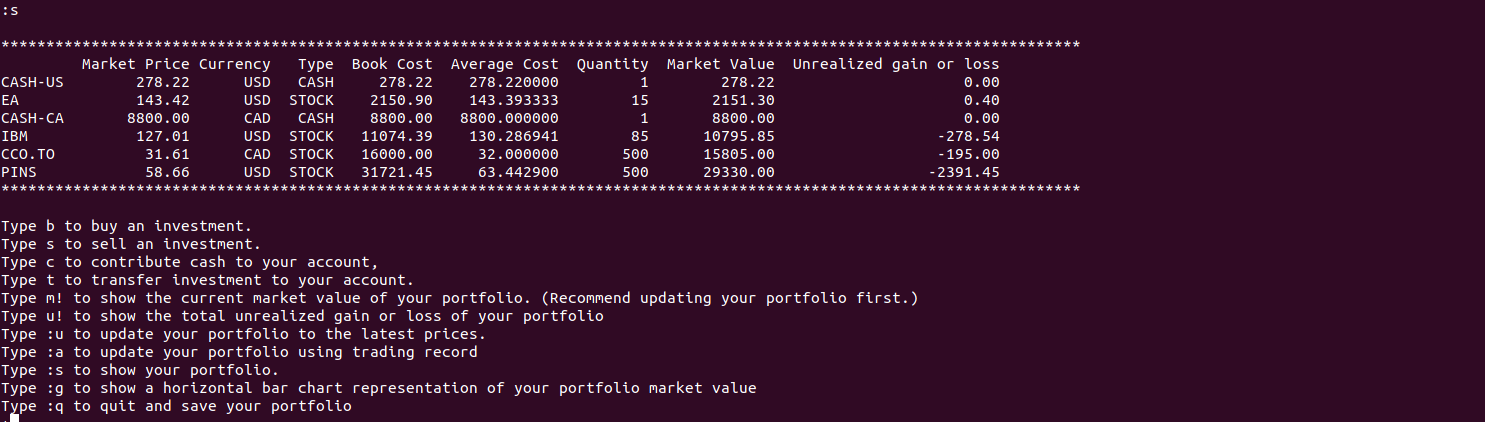 :s
************************************************************************************************************************
         Market Price Currency   Type  Book Cost  Average Cost  Quantity  Market Value  Unrealized gain or loss
CASH-US        278.22      USD   CASH     278.22    278.220000         1        278.22                     0.00
EA             143.42      USD  STOCK    2150.90    143.393333        15       2151.30                     0.40
CASH-CA       8800.00      CAD   CASH    8800.00   8800.000000         1       8800.00                     0.00
IBM            127.01      USD  STOCK   11074.39    130.286941        85      10795.85                  -278.54
CCO.TO          31.61      CAD  STOCK   16000.00     32.000000       500      15805.00                  -195.00
PINS            58.66      USD  STOCK   31721.45     63.442900       500      29330.00                 -2391.45
************************************************************************************************************************
Type b to buy an investment.
Type s to sell an investment.
Type c to contribute cash to your account,
Type t to transfer investment to your account.
Type m! to show the current market value of your portfolio. (Recommend updating your portfolio first.)
Type u! to show the total unrealized gain or loss of your portfolio
Type :u to update your portfolio to the latest prices.
Type :a to update your portfolio using trading record
Type :s to show your portfolio.
Type :g to show a horizontal bar chart representation of your portfolio market value
Type :q to quit and save your portfolio